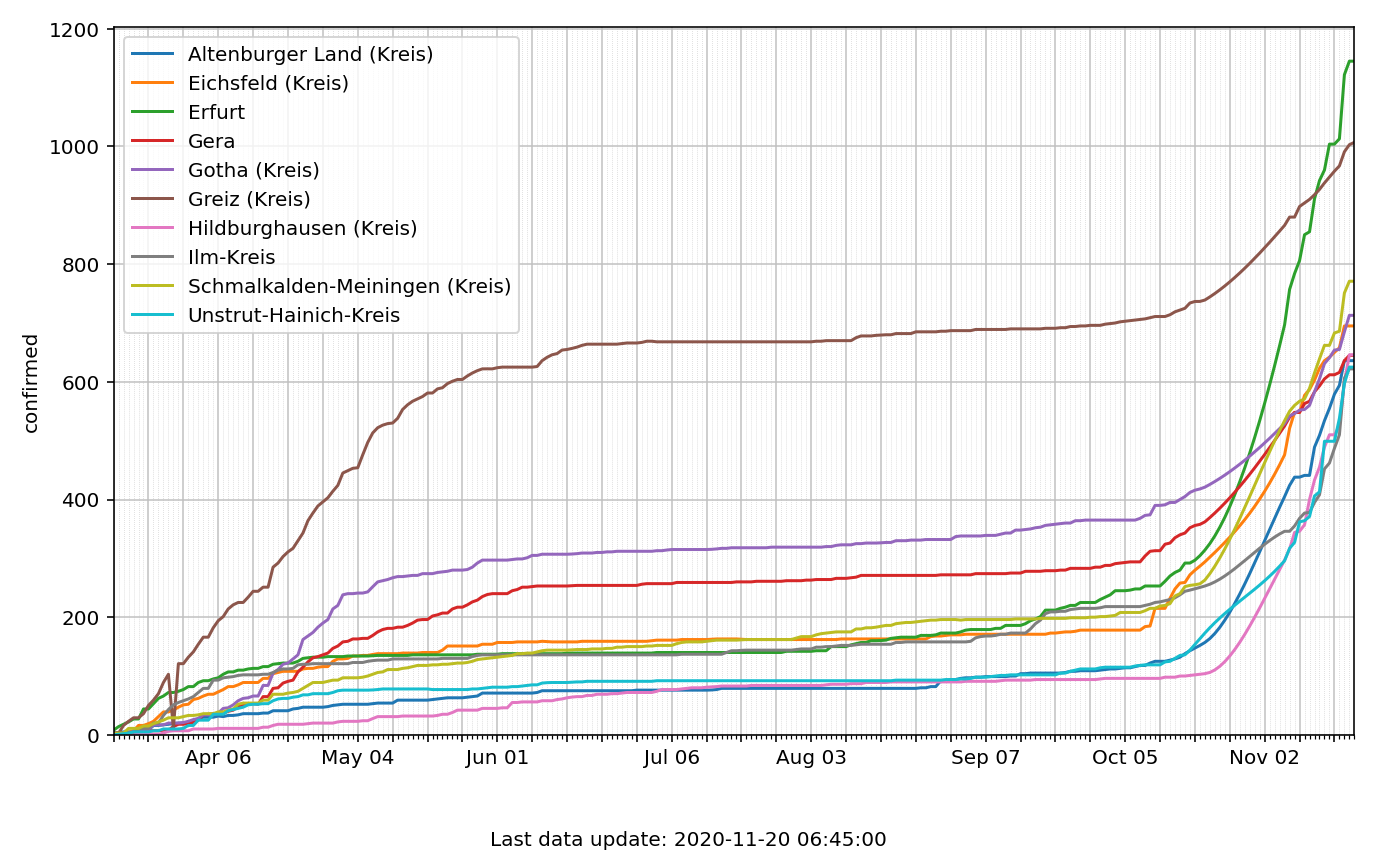 1200
1000
800
600
400
200
0
confirmed
Altenburger Land (Kreis)
Eichsfeld (Kreis)
Erfurt
Gera
Gotha (Kreis)
Greiz (Kreis)
Hildburghausen (Kreis)
Ilm-Kreis
Schmalkalden-Meiningen (Kreis)
Unstrut-Hainich-Kreis
Apr 06 May 04 Jun 01 Jul 06 Aug 03 Sep 07 Oct 05 Nov 02
Last data update: 2020-11-20 06:45:00